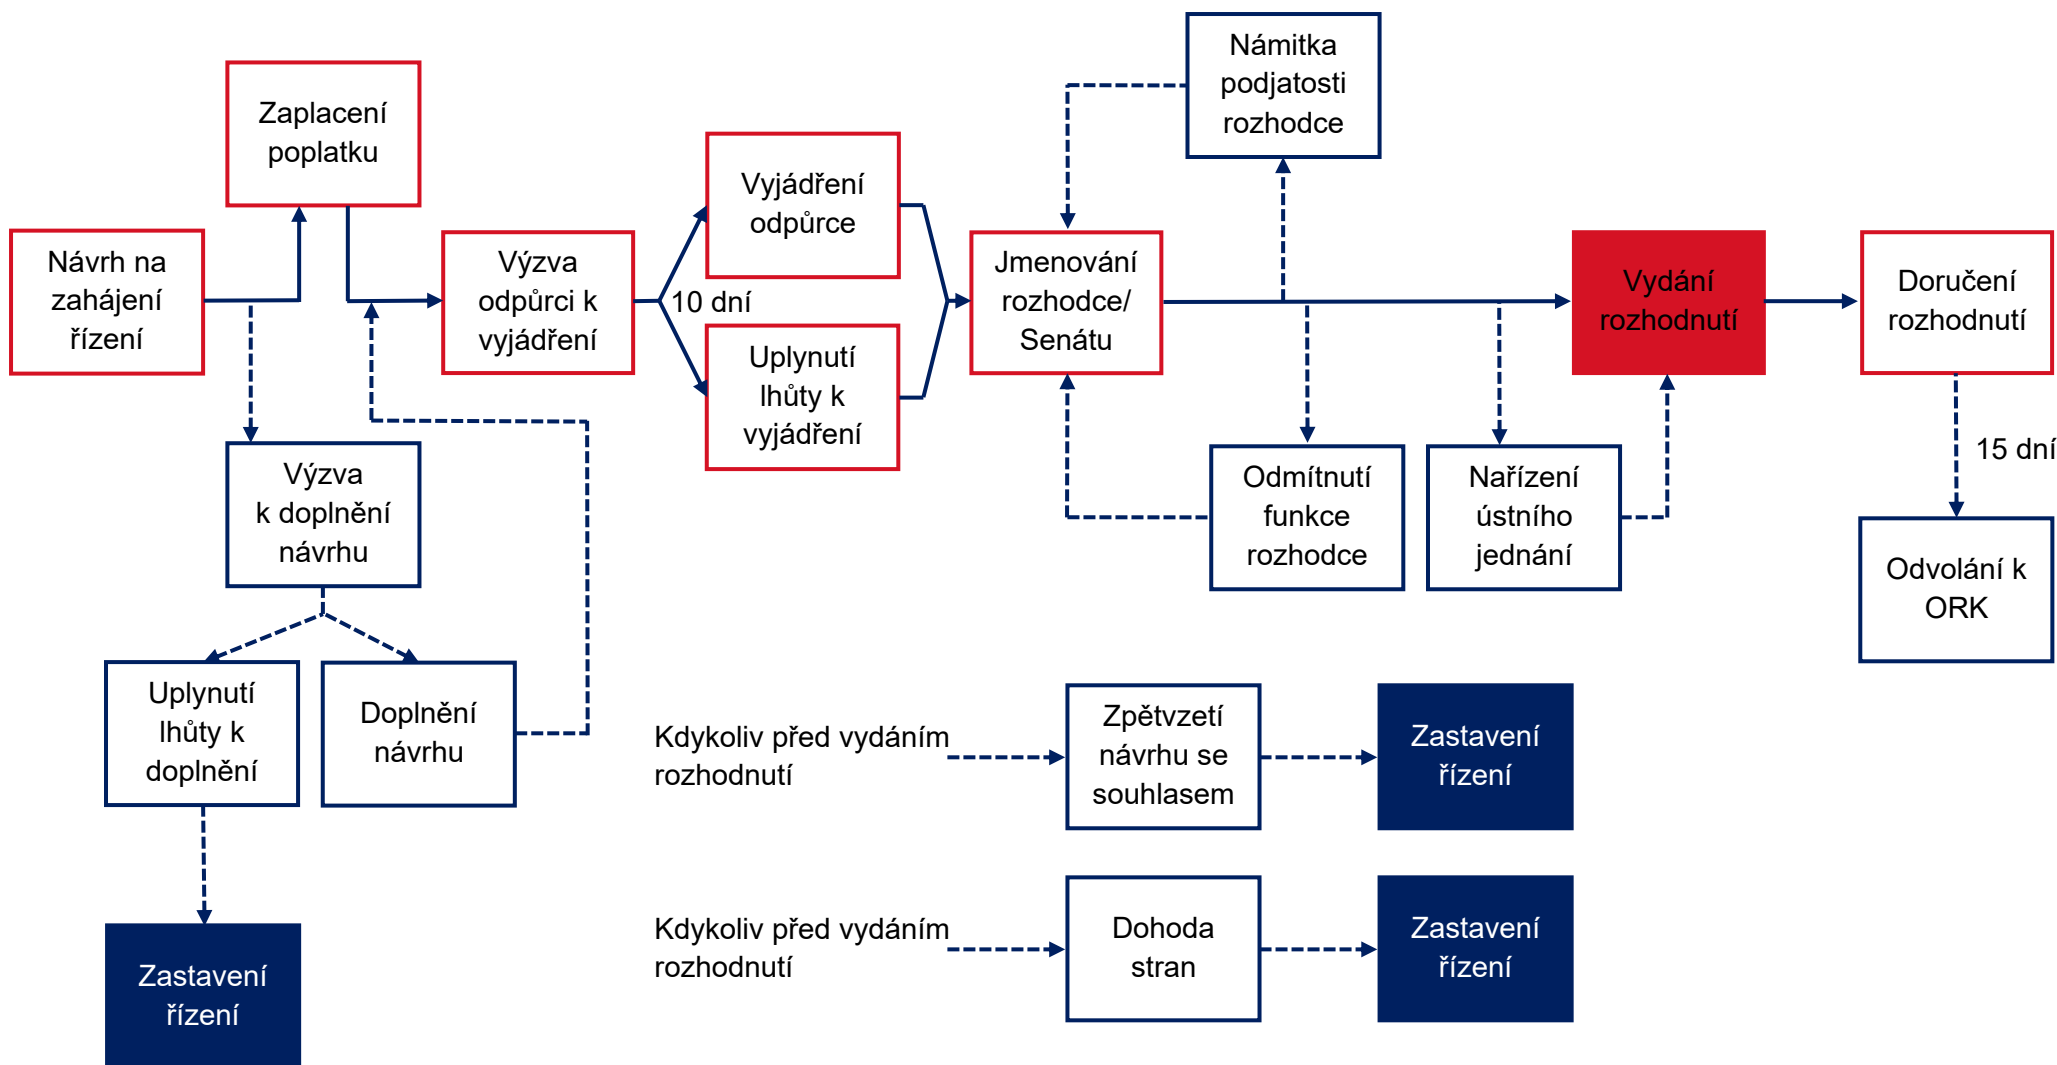 Návrh na
zahájení
řízení
Zaplacení
poplatku
Výzva
odpůrci k
vyjádření
10 dní
Vyjádření
odpůrce
Uplynutí
lhůty k
vyjádření
Jmenování
rozhodce/
Senátu
Námitka
podjatosti
rozhodce
Odmítnutí
funkce
rozhodce
Nařízení
ústního
jednání
Vydání
rozhodnutí
Doručení
rozhodnutí
15 dní
Odvolání k
ORK
Výzva
k doplnění
návrhu
Uplynutí
lhůty k
doplnění
Doplnění
návrhu
Zastavení
řízení
Kdykoliv před vydáním
rozhodnutí
Zpětvzetí
návrhu se
souhlasem
Zastavení
řízení
Kdykoliv před vydáním
rozhodnutí
Dohoda
stran
Zastavení
řízení